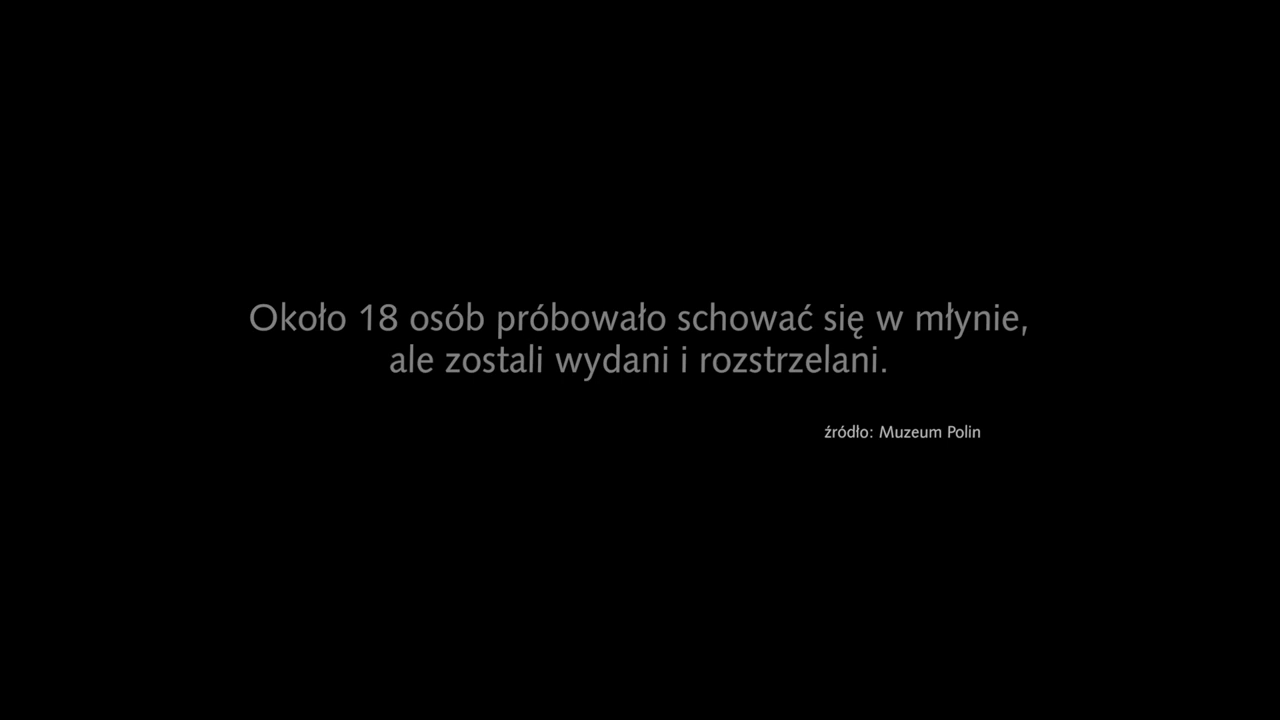 Około 18 osób próbowało schować się w młynie,
ale zostali wydani i rozstrzelani.
źródło: Muzeum Polin